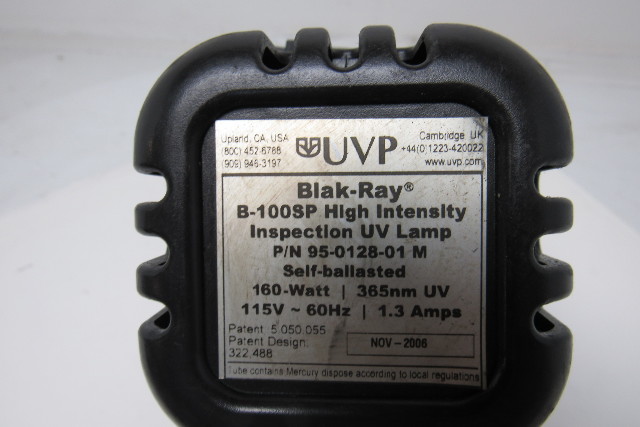 Upland, CA, USA
(800) 452 6788
(909) 946-3197
UVP
Cambridge UK
+44(0)1223-420022
www.uvp.com
Blak-Ray®
B-100SP High Intensity
Inspection UV Lamp
P/N 95-0128-01 M
Self-ballasted
160-Watt | 365nm UV
115V ~ 60Hz | 1.3 Amps
Patent 5,050,055
Patent Design:
322,488
NOV-2006
Tube contains Mercury dispose according to local regulations